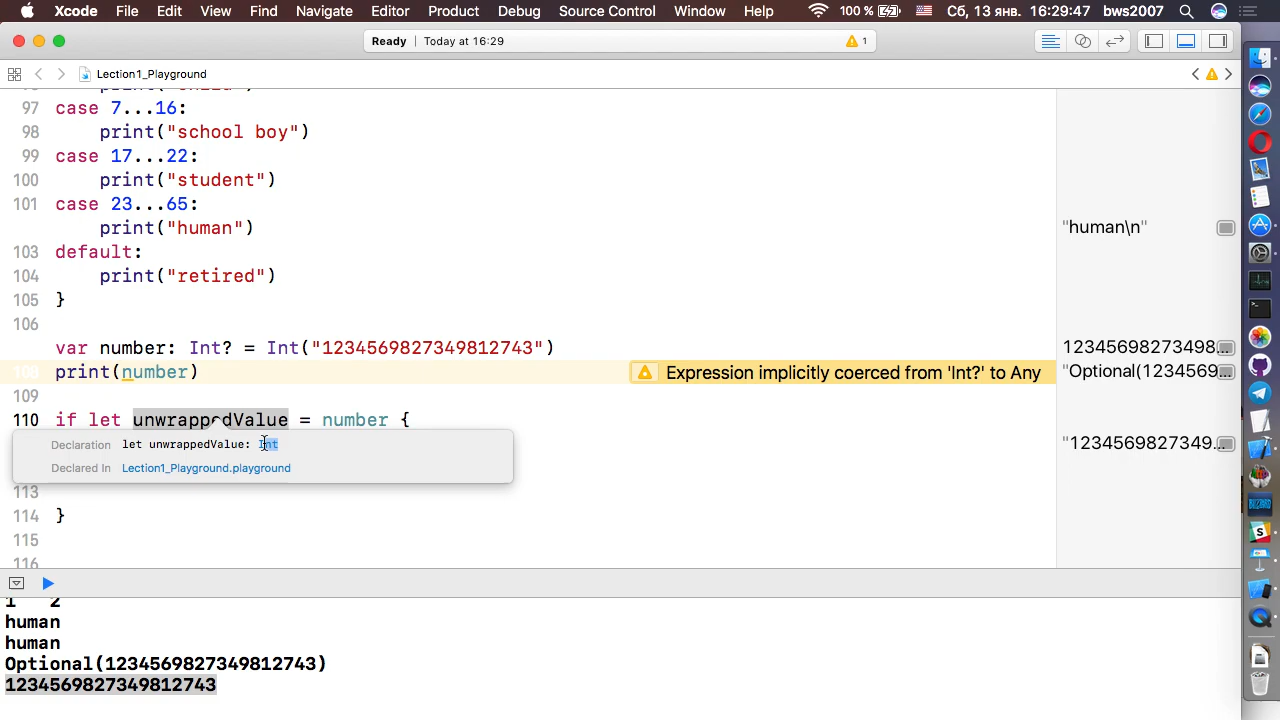 Xcode File Edit View Find Navigate Editor Product Debug Source Control Window Help 100 % Сб, 13 янв. 16:29:47 bws2007
Ready | Today at 16:29 1
Lection1_Playground
97 case 7...16:
98 print("school boy")
99 case 17...22:
100 print("student")
101 case 23...65:
print("human") "human\n"
103 default:
104 print("retired")
105 }
106
var number: Int? = Int("1234569827349812743") 12345698273498...
108 print(number) Expression implicitly coerced from 'Int?' to Any "Optional(1234569...
109
110 if let unwrappedValue = number {
Declaration let unwrappedValue: Int "1234569827349...
Declared In Lection1_Playground.playground
113
114 }
115
116
1 2
human
human
Optional(1234569827349812743)
1234569827349812743